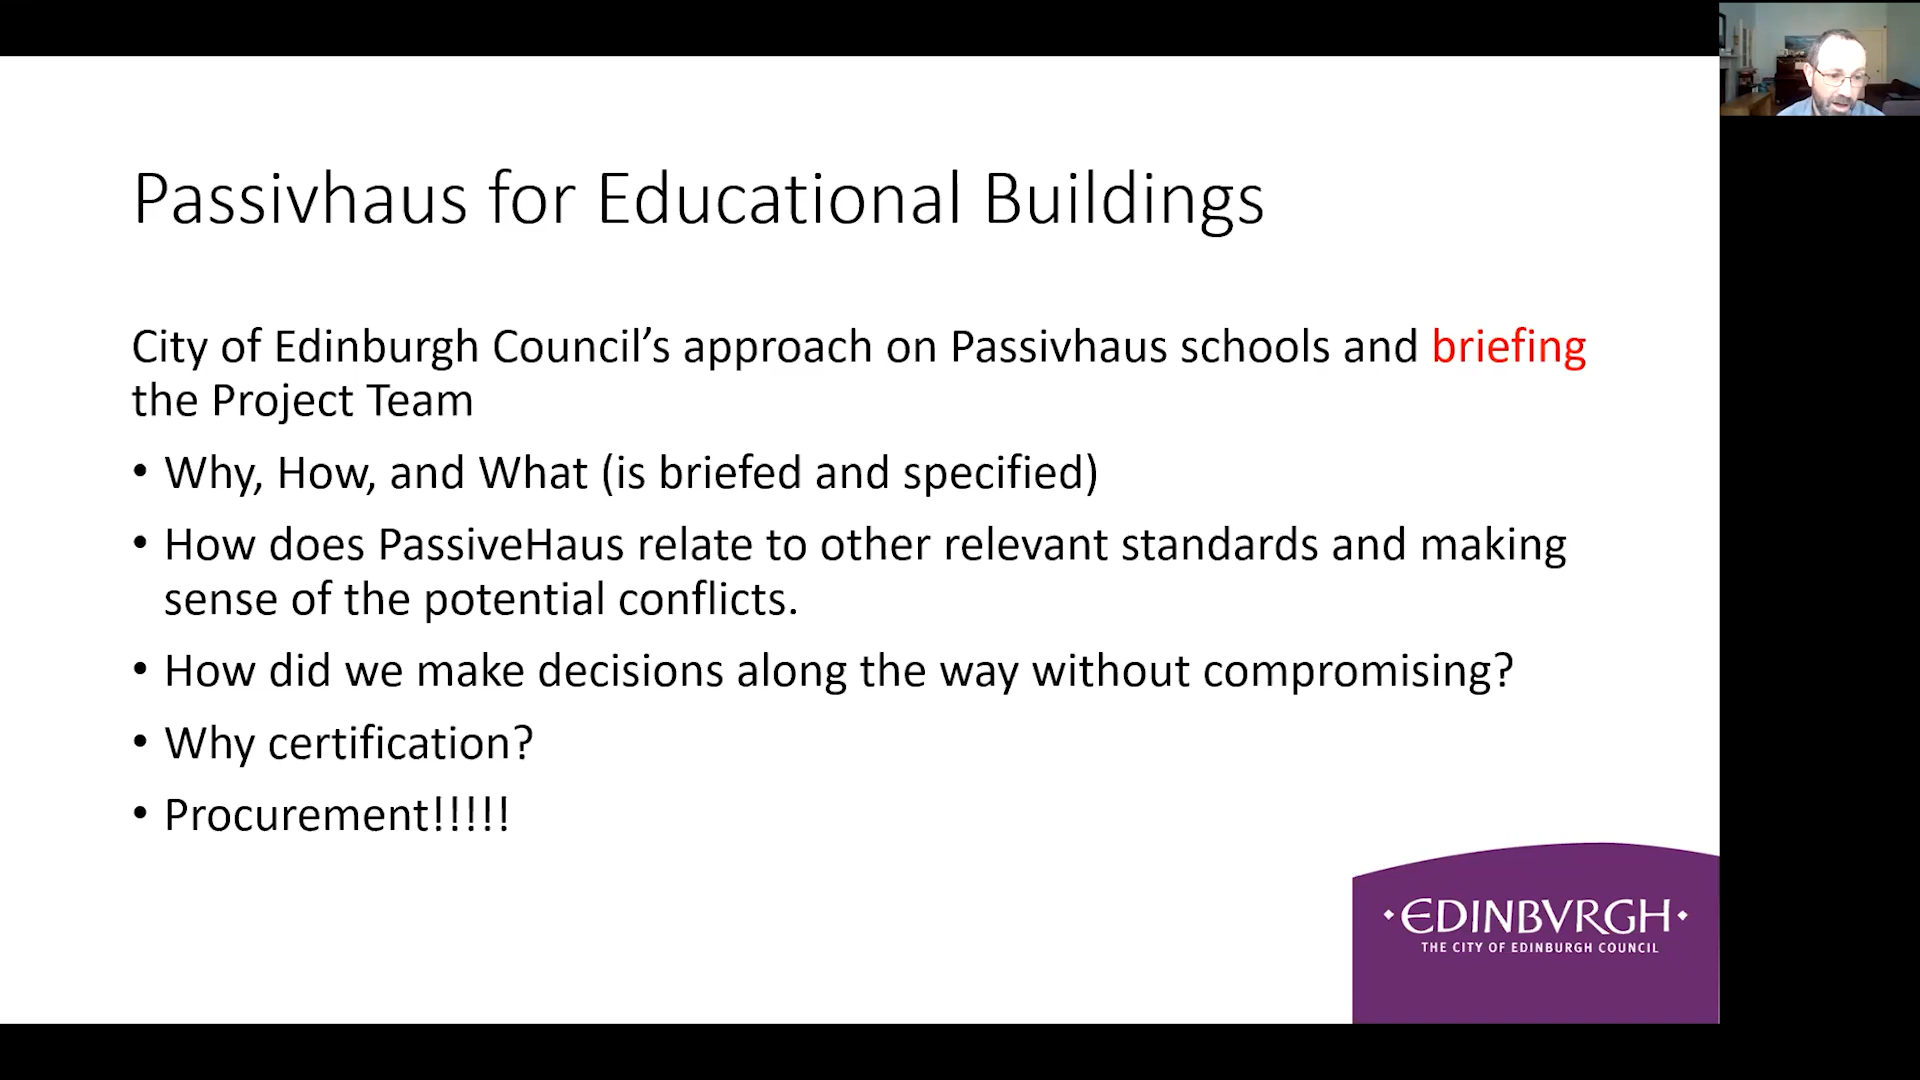 Passivhaus for Educational Buildings
City of Edinburgh Council’s approach on Passivhaus schools and briefing
the Project Team
• Why, How, and What (is briefed and specified)
• How does PassiveHaus relate to other relevant standards and making
sense of the potential conflicts.
• How did we make decisions along the way without compromising?
• Why certification?
• Procurement!!!!!
·EDINBVRGH·
THE CITY OF EDINBURGH COUNCIL